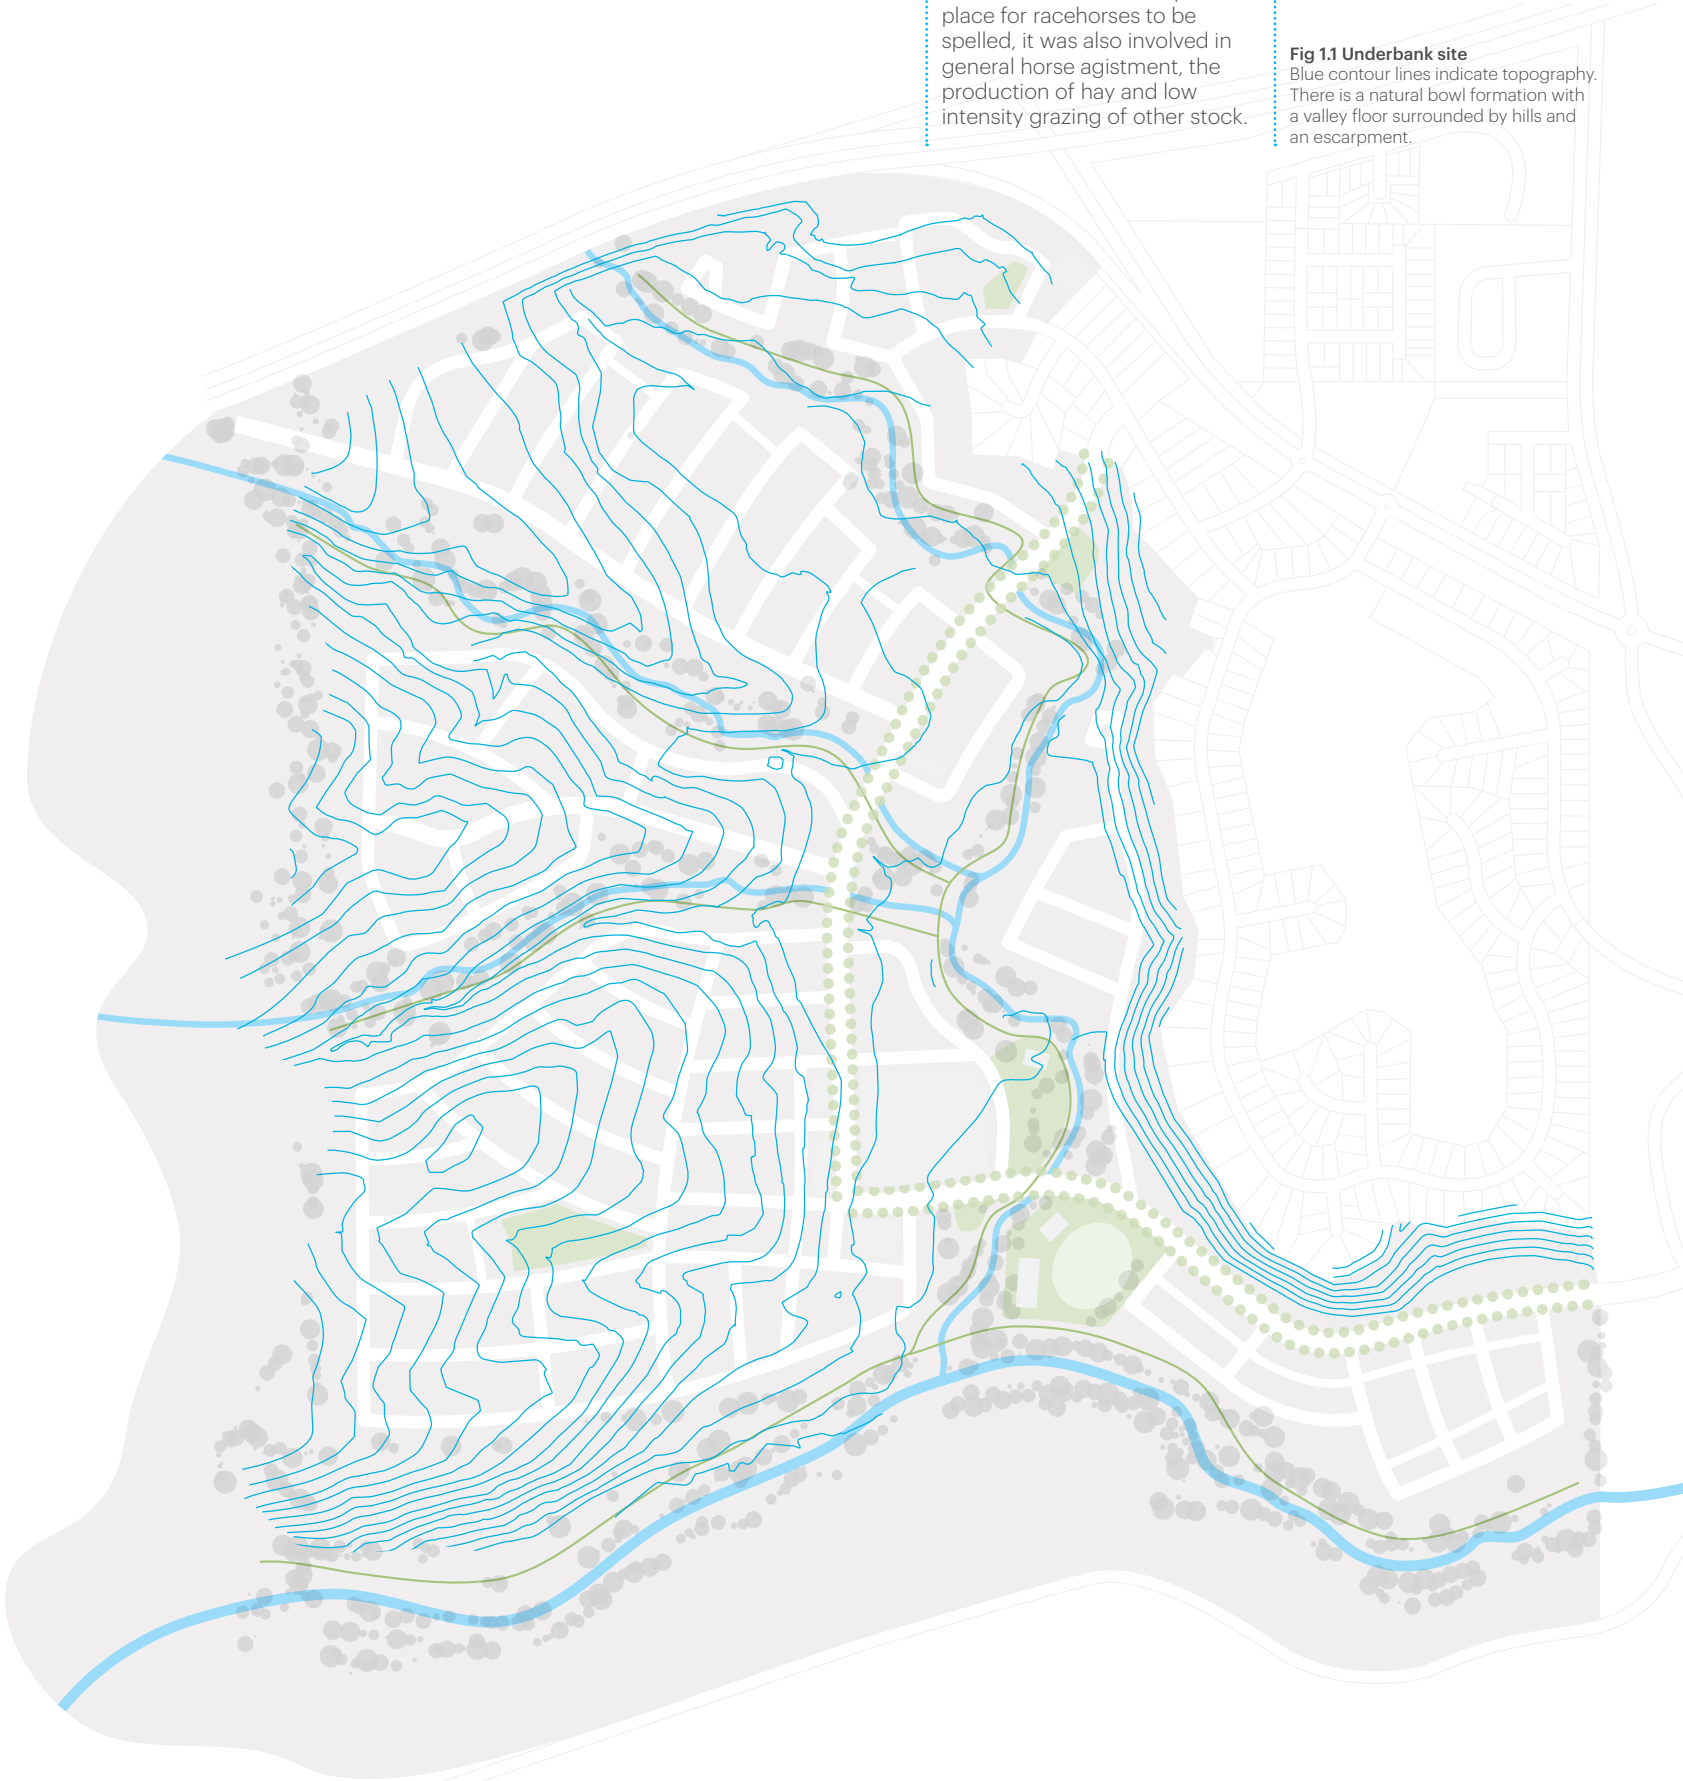 place for racehorses to be
spelled, it was also involved in
general horse agistment, the
production of hay and low
intensity grazing of other stock.
Fig 1.1 Underbank site
Blue contour lines indicate topography.
There is a natural bowl formation with
a valley floor surrounded by hills and
an escarpment.